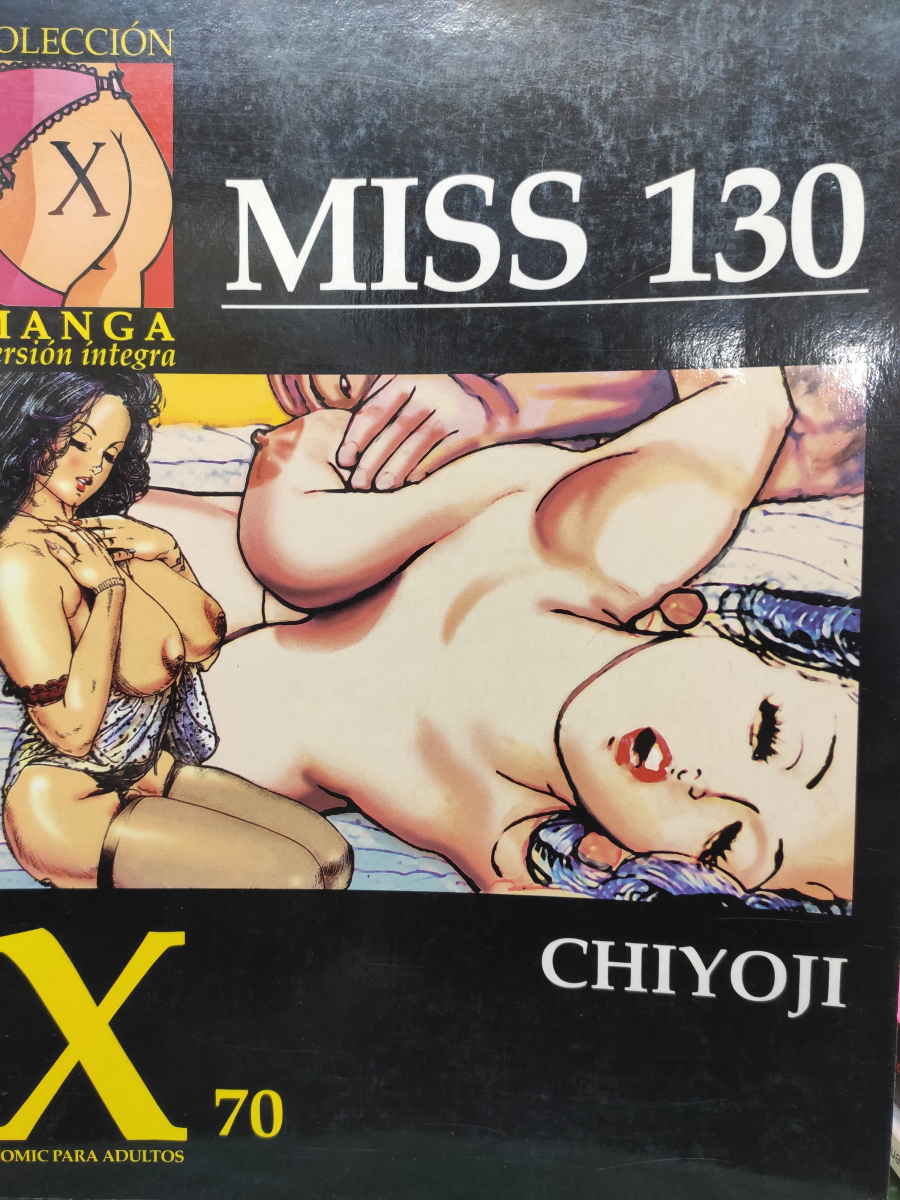 OLECCIÓN
X
MANGA
ersión íntegra
MISS 130
CHIYOJI
X 70
OMIC PARA ADULTOS